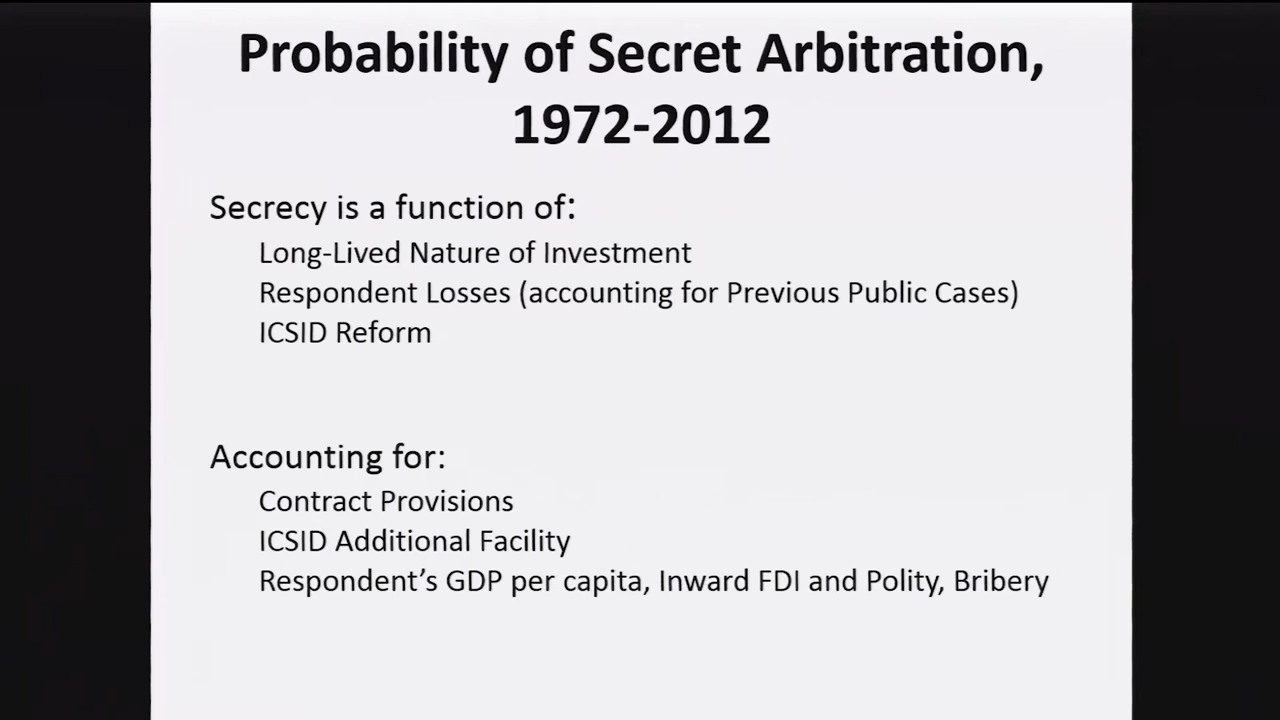 Probability of Secret Arbitration,
1972-2012
Secrecy is a function of:
Long-Lived Nature of Investment
Respondent Losses (accounting for Previous Public Cases)
ICSID Reform
Accounting for:
Contract Provisions
ICSID Additional Facility
Respondent’s GDP per capita, Inward FDI and Polity, Bribery